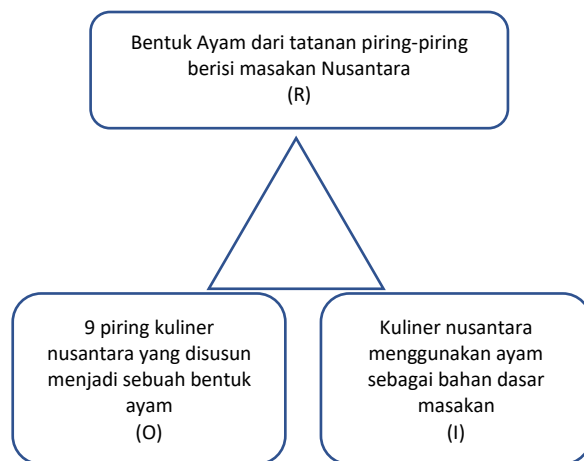 Bentuk Ayam dari tatanan piring-piring
berisi masakan Nusantara
(R)
9 piring kuliner
nusantara yang disusun
menjadi sebuah bentuk
ayam
(O)
Kuliner nusantara
menggunakan ayam
sebagai bahan dasar
masakan
(I)